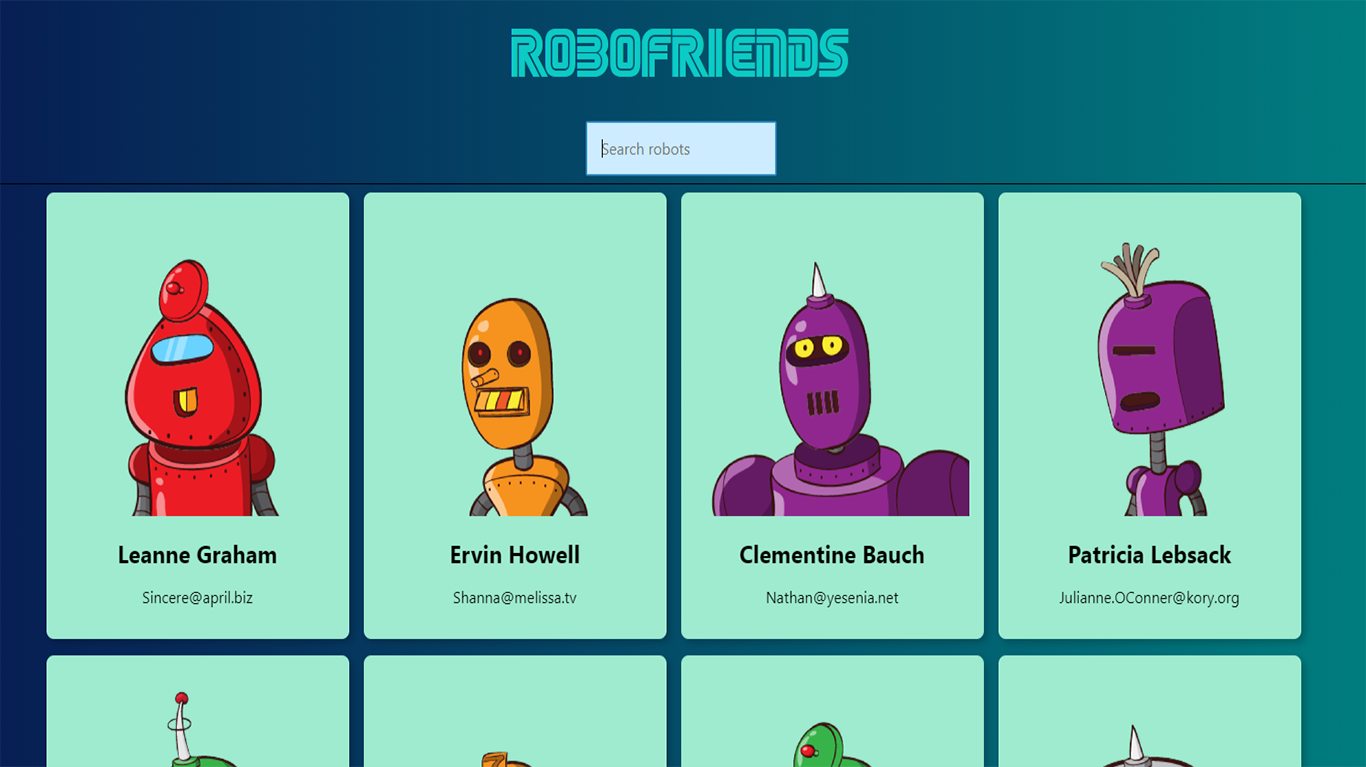 ROBOFRIENDS
Search robots
Leanne Graham
Sincere@april.biz
Ervin Howell
Shanna@melissa.tv
Clementine Bauch
Nathan@yesenia.net
Patricia Lebsack
Julianne.OConner@kory.org